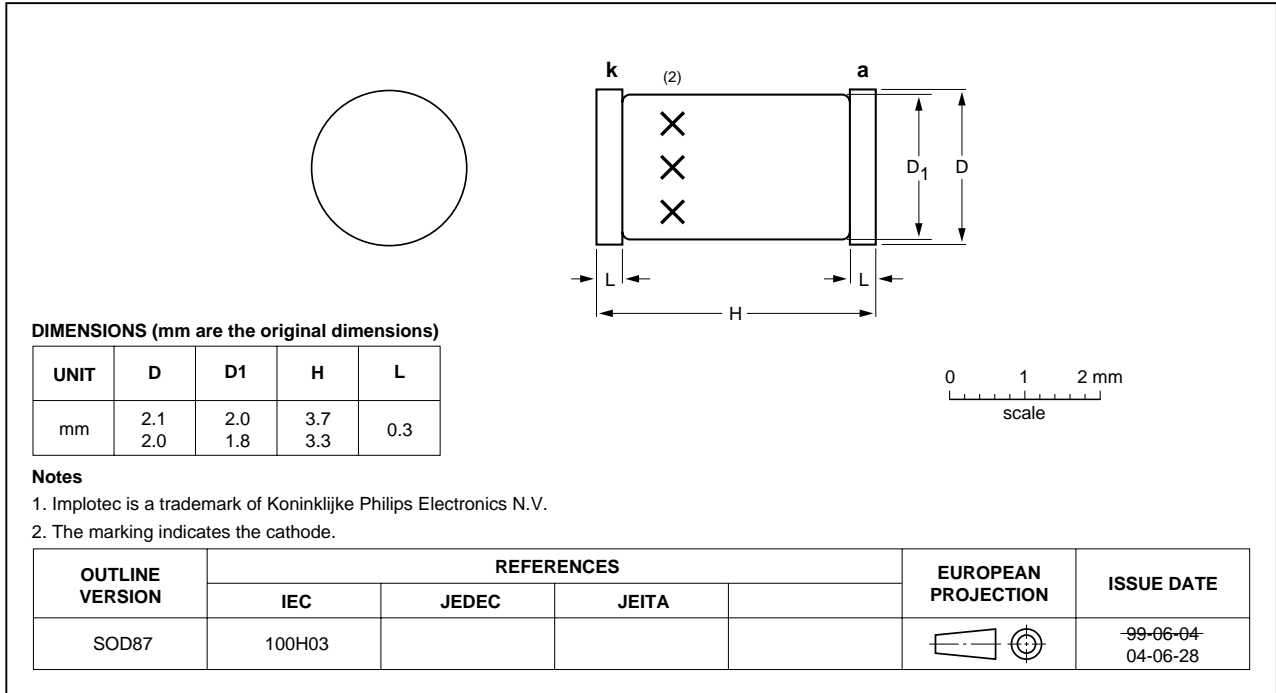 k (2) a
D1 D
L L
H
DIMENSIONS (mm are the original dimensions)
UNIT D D1 H L
mm 2.1 2.0 3.7 0.3
2.0 1.8 3.3
0 1 2 mm
scale
Notes
1. Implotec is a trademark of Koninklijke Philips Electronics N.V.
2. The marking indicates the cathode.
OUTLINE VERSION REFERENCES EUROPEAN PROJECTION ISSUE DATE
IEC JEDEC JEITA
SOD87 100H03 99-06-04
04-06-28